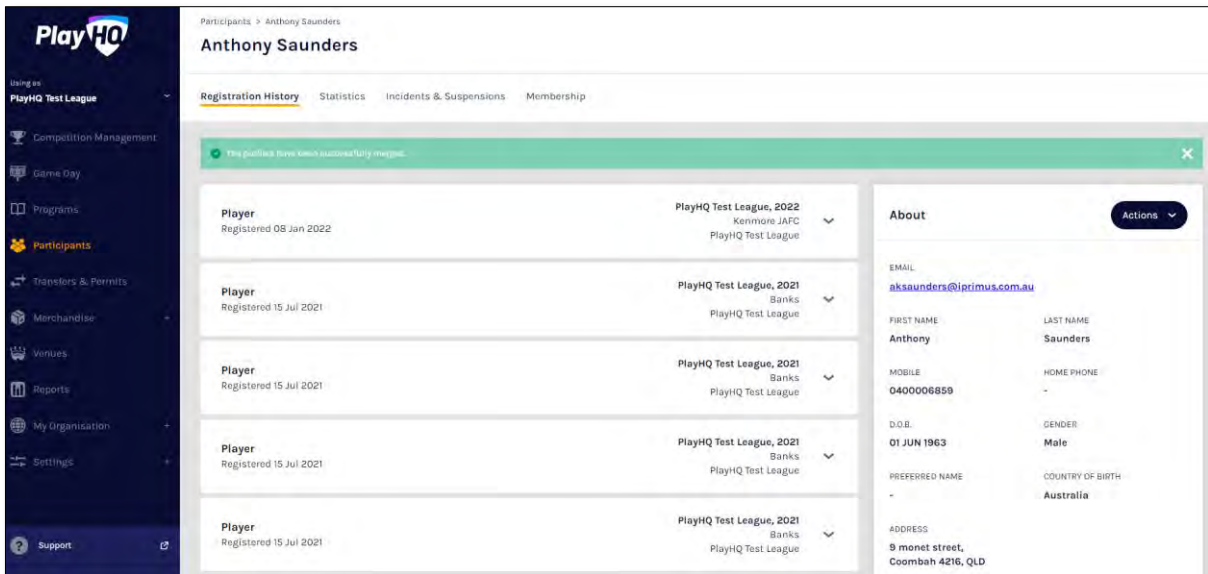 PlayHQ
Using as
PlayHQ Test League
Competition Management
Game Day
Programs
Participants
Transfers & Permits
Merchandise
Venues
Reports
My Organisation
Settings
Support
Participants > Anthony Saunders
Anthony Saunders
Registration History Statistics Incidents & Suspensions Membership
The profiles have been successfully merged.
Player
Registered 08 Jan 2022
PlayHQ Test League, 2022
Kenmore JAFC
PlayHQ Test League
Player
Registered 15 Jul 2021
PlayHQ Test League, 2021
Banks
PlayHQ Test League
Player
Registered 15 Jul 2021
PlayHQ Test League, 2021
Banks
PlayHQ Test League
Player
Registered 15 Jul 2021
PlayHQ Test League, 2021
Banks
PlayHQ Test League
Player
Registered 15 Jul 2021
PlayHQ Test League, 2021
Banks
PlayHQ Test League
About
Actions
EMAIL
aksaunders@iprimus.com.au
FIRST NAME LAST NAME
Anthony Saunders
MOBILE HOME PHONE
0400006859 -
D.O.B. GENDER
01 JUN 1963 Male
PREFERRED NAME COUNTRY OF BIRTH
- Australia
ADDRESS
9 monet street,
Coombah 4216, QLD